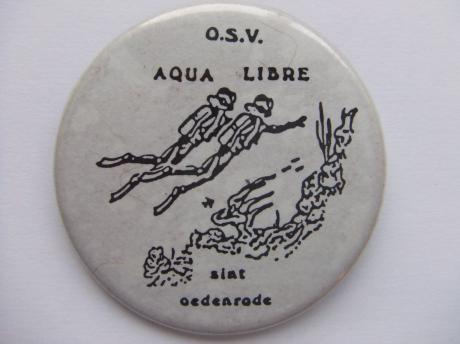 O.S.V.
AQUA LIBRE
sint
oedenrode